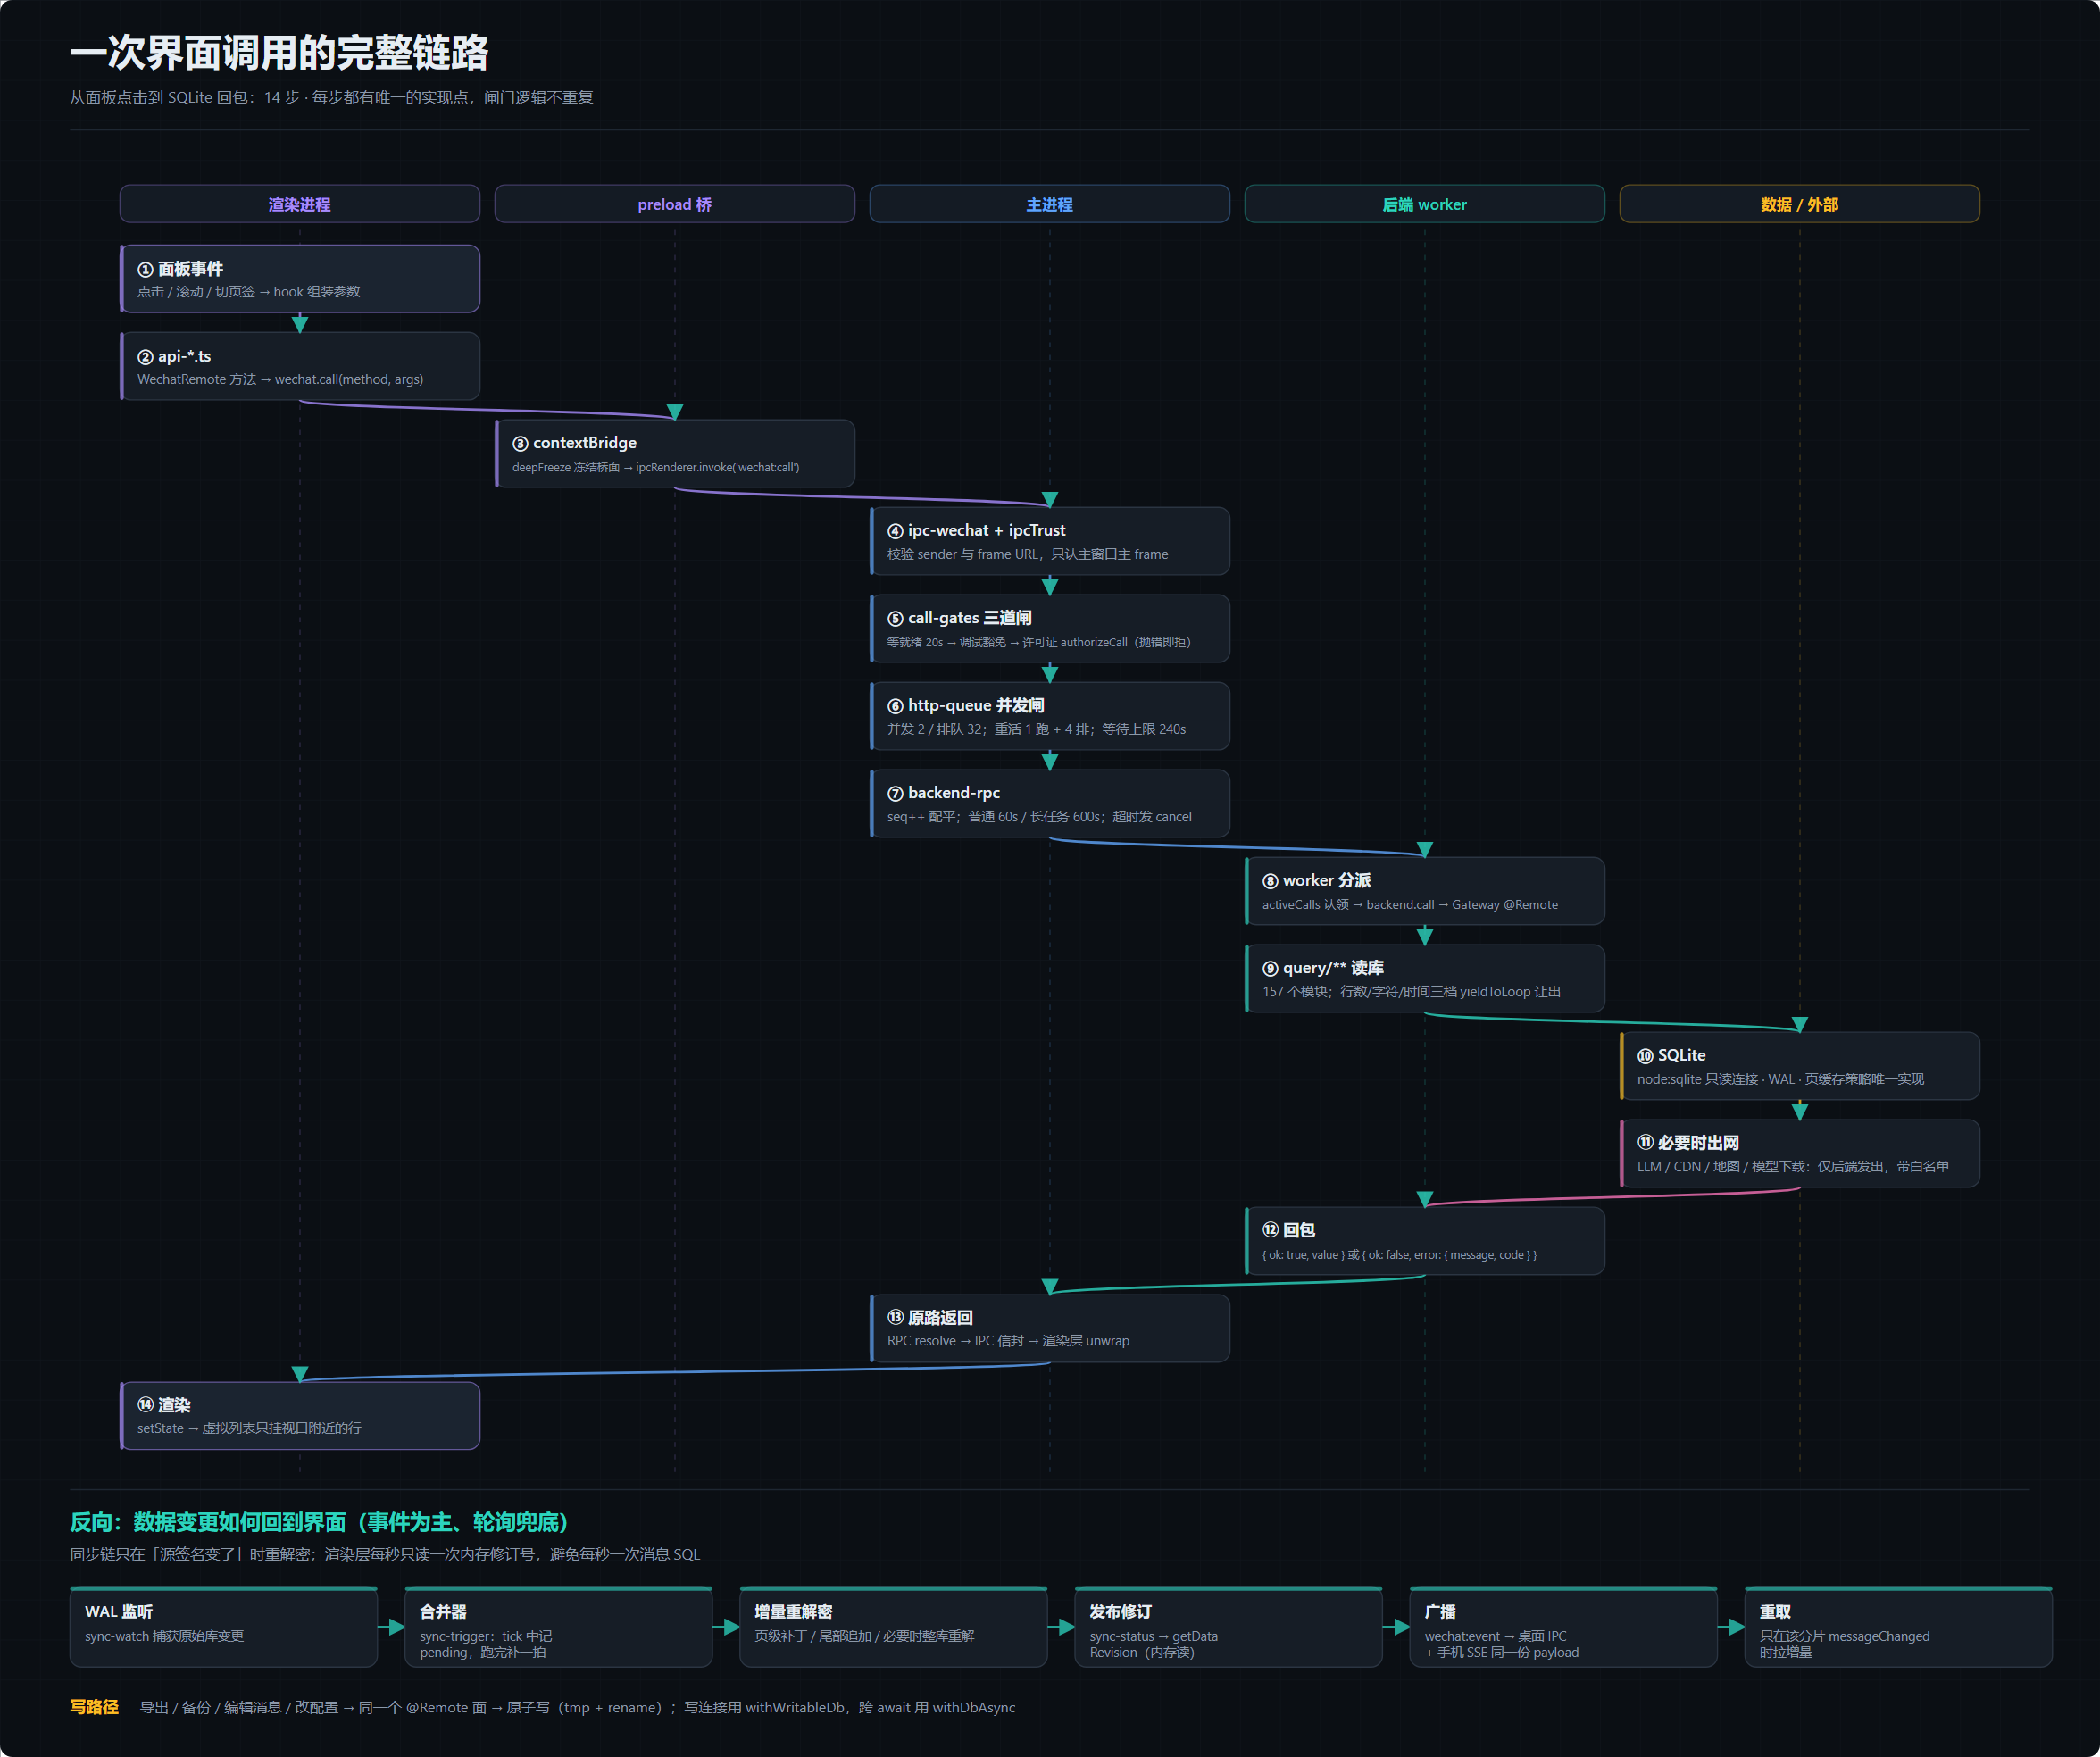 一次界面调用的完整链路
从面板点击到 SQLite 回包：14 步 · 每步都有唯一的实现点，闸门逻辑不重复
渲染进程
preload 桥
主进程
后端 worker
数据 / 外部
① 面板事件
点击 / 滚动 / 切页签 → hook 组装参数
② api-*.ts
WechatRemote 方法 → wechat.call(method, args)
③ contextBridge
deepFreeze 冻结桥面 → ipcRenderer.invoke('wechat:call')
④ ipc-wechat + ipcTrust
校验 sender 与 frame URL，只认主窗口主 frame
⑤ call-gates 三道闸
等就绪 20s → 调试豁免 → 许可证 authorizeCall（抛错即拒）
⑥ http-queue 并发闸
并发 2 / 排队 32；重活 1 跑 + 4 排；等待上限 240s
⑦ backend-rpc
seq++ 配平；普通 60s / 长任务 600s；超时发 cancel
⑧ worker 分派
activeCalls 认领 → backend.call → Gateway @Remote
⑨ query/** 读库
157 个模块；行数/字符/时间三档 yieldToLoop 让出
⑩ SQLite
node:sqlite 只读连接 · WAL · 页缓存策略唯一实现
⑪ 必要时出网
LLM / CDN / 地图 / 模型下载：仅后端发出，带白名单
⑫ 回包
{ ok: true, value } 或 { ok: false, error: { message, code } }
⑬ 原路返回
RPC resolve → IPC 信封 → 渲染层 unwrap
⑭ 渲染
setState → 虚拟列表只挂视口附近的行
反向：数据变更如何回到界面（事件为主、轮询兜底）
同步链只在「源签名变了」时重解密；渲染层每秒只读一次内存修订号，避免每秒一次消息 SQL
WAL 监听
sync-watch 捕获原始库变更
合并器
sync-trigger：tick 中记
pending，跑完补一拍
增量重解密
页级补丁 / 尾部追加 / 必要时整库重解
发布修订
sync-status → getData
Revision（内存读）
广播
wechat:event → 桌面 IPC
+ 手机 SSE 同一份 payload
重取
只在该分片 messageChanged
时拉增量
写路径 导出 / 备份 / 编辑消息 / 改配置 → 同一个 @Remote 面 → 原子写（tmp + rename）；写连接用 withWritableDb，跨 await 用 withDbAsync